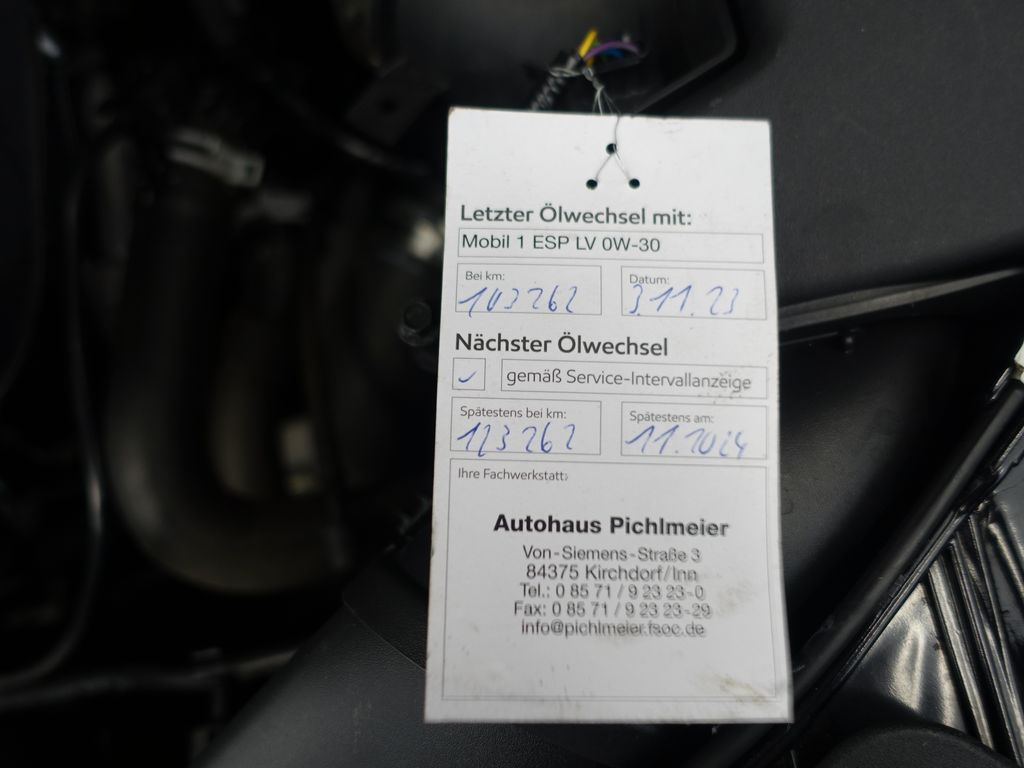 Letzter Ölwechsel mit:
Mobil 1 ESP LV 0W-30
Bei km: Datum:
103262 3.11.23
Nächster Ölwechsel
✓ gemäß Service-Intervallanzeige
Spätestens bei km: Spätestens am:
123262 11.2024
Ihre Fachwerkstatt:
Autohaus Pichlmeier
Von-Siemens-Straße 3
84375 Kirchdorf/Inn
Tel.: 0 85 71 / 9 23 23-0
Fax: 0 85 71 / 9 23 23-29
info@pichlmeier.fsoc.de